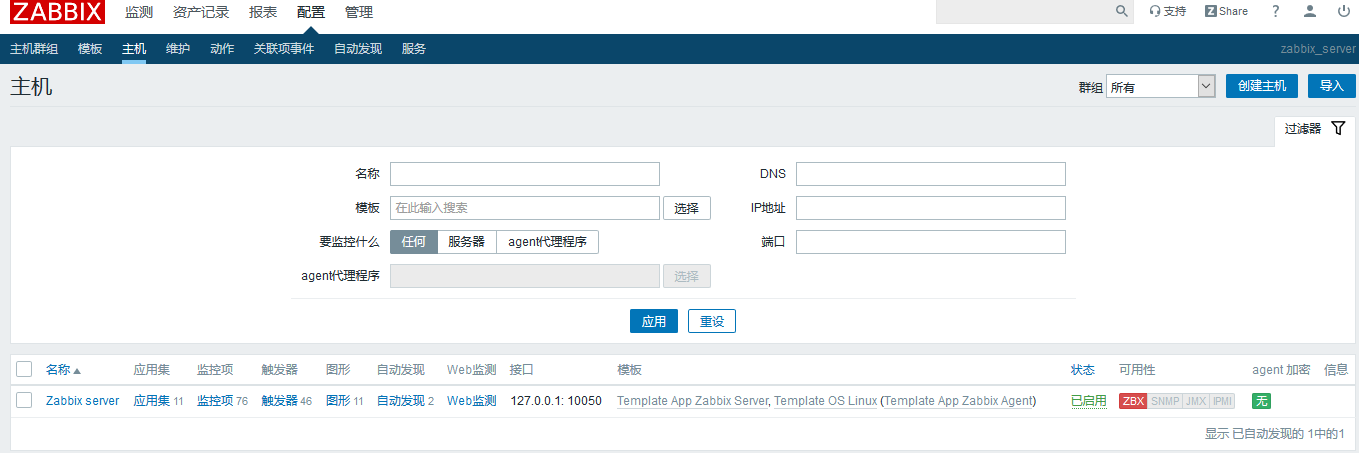 ZABBIX 监测 资产记录 报表 配置 管理 支持 Z Share ?
主机群组 模板 主机 维护 动作 关联项事件 自动发现 服务 zabbix_server
主机 群组 所有 创建主机 导入
过滤器
名称 DNS
模板 在此输入搜索 选择 IP地址
要监控什么 任何 服务器 agent代理程序 端口
agent代理程序 选择
应用 重设
名称 应用集 监控项 触发器 图形 自动发现 Web监测 接口 模板 状态 可用性 agent 加密 信息
Zabbix server 应用集 11 监控项 76 触发器 46 图形 11 自动发现 2 Web监测 127.0.0.1: 10050 Template App Zabbix Server, Template OS Linux (Template App Zabbix Agent) 已启用 ZBX SNMP JMX IPMI 无
显示 已自动发现的 1中的1